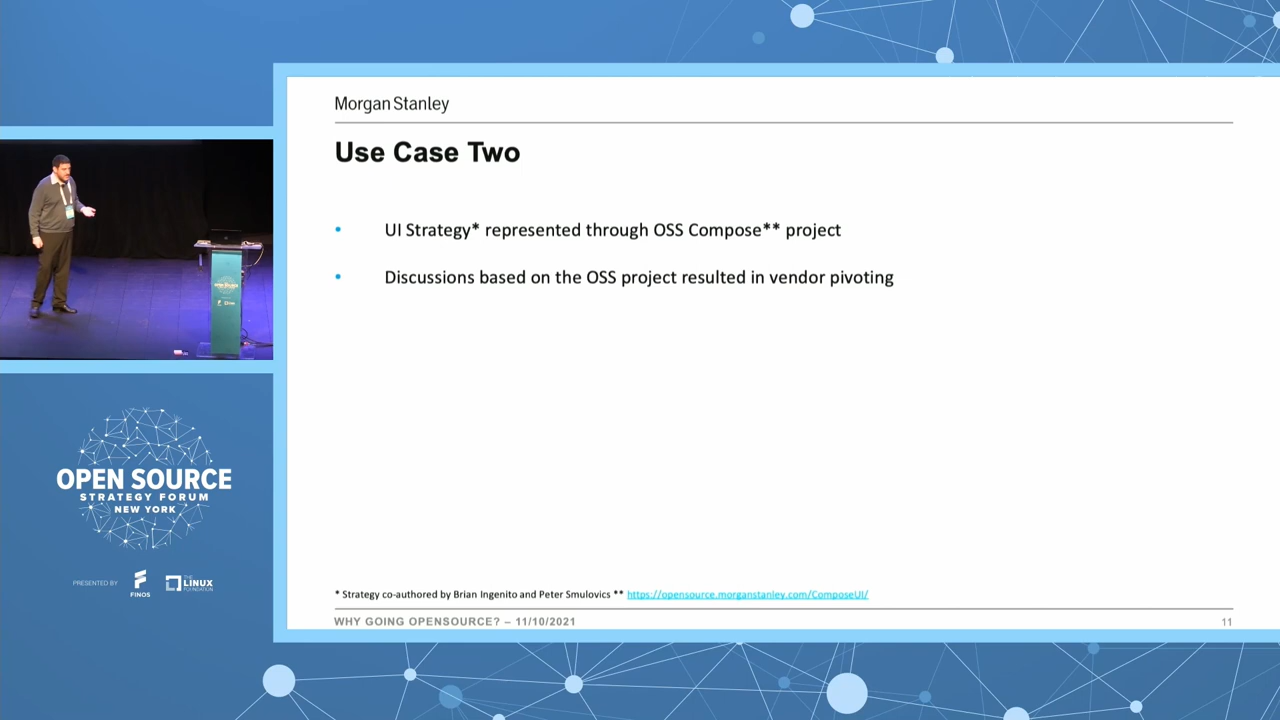 Morgan Stanley
Use Case Two
• UI Strategy* represented through OSS Compose** project
• Discussions based on the OSS project resulted in vendor pivoting
* Strategy co-authored by Brian Ingenito and Peter Smulovics ** https://opensource.morganstanley.com/ComposeUI/
WHY GOING OPENSOURCE? – 11/10/2021
11
OPEN SOURCE
STRATEGY FORUM
NEW YORK
PRESENTED BY
FINOS
THE
LINUX
FOUNDATION